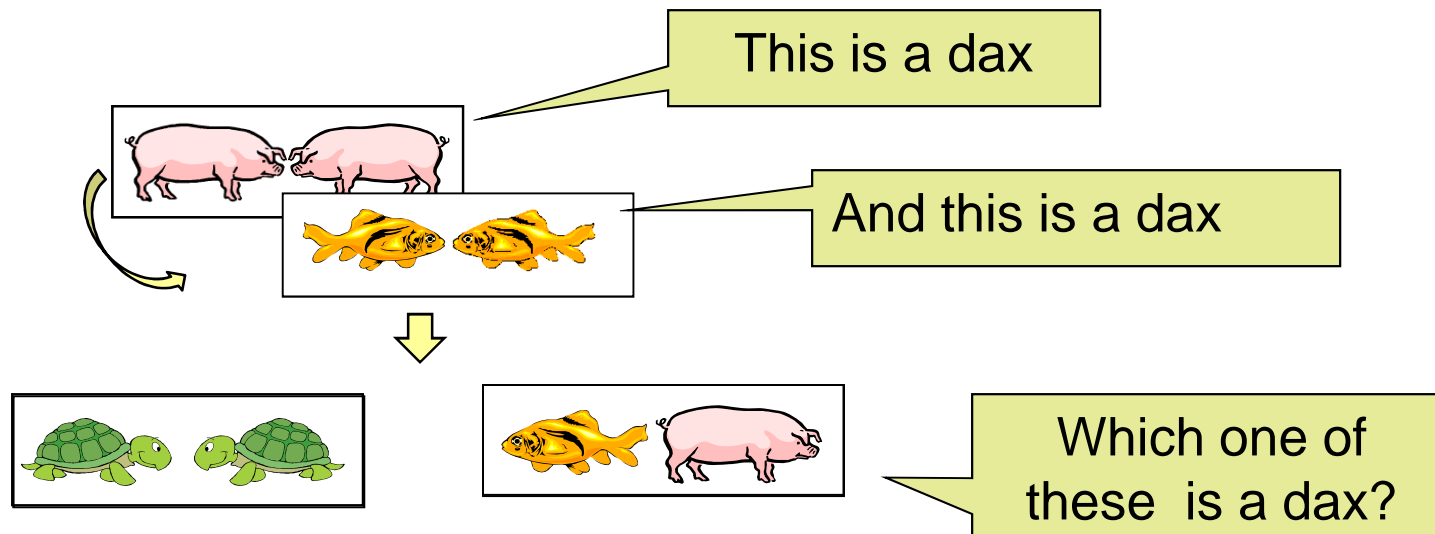 This is a dax
And this is a dax
Which one of
these  is a dax?